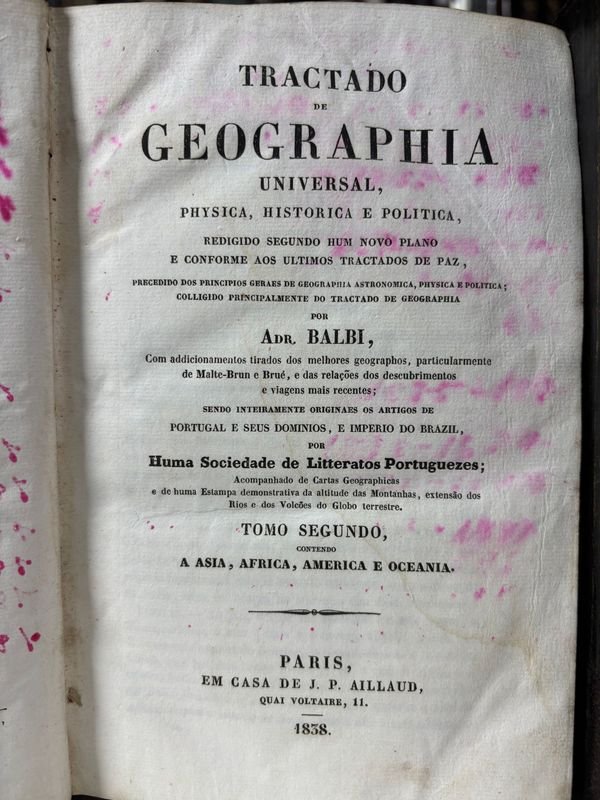 TRACTADO
DE
GEOGRAPHIA
UNIVERSAL,
PHYSICA, HISTORICA E POLITICA,
REDIGIDO SEGUNDO HUM NOVO PLANO
E CONFORME AOS ULTIMOS TRACTADOS DE PAZ,
PRECEDIDO DOS PRINCIPIOS GERAES DE GEOGRAPHIA ASTRONOMICA, PHYSICA E POLITICA;
COLLIGIDO PRINCIPALMENTE DO TRACTADO DE GEOGRAPHIA
POR
ADR. BALBI,
Com addicionamentos tirados dos melhores geographos, particularmente
de Malte-Brun e Brué, e das relações dos descubrimentos
e viagens mais recentes;
SENDO INTEIRAMENTE ORIGINAES OS ARTIGOS DE
PORTUGAL E SEUS DOMINIOS, E IMPERIO DO BRAZIL,
POR
Huma Sociedade de Litteratos Portuguezes;
Acompanhado de Cartas Geographicas
e de huma Estampa demonstrativa da altitude das Montanhas, extensão dos
Rios e dos Volcões do Globo terrestre.
TOMO SEGUNDO,
CONTENDO
A ASIA, AFRICA, AMERICA E OCEANIA.
PARIS,
EM CASA DE J. P. AILLAUD,
QUAI VOLTAIRE, 11.
1838.